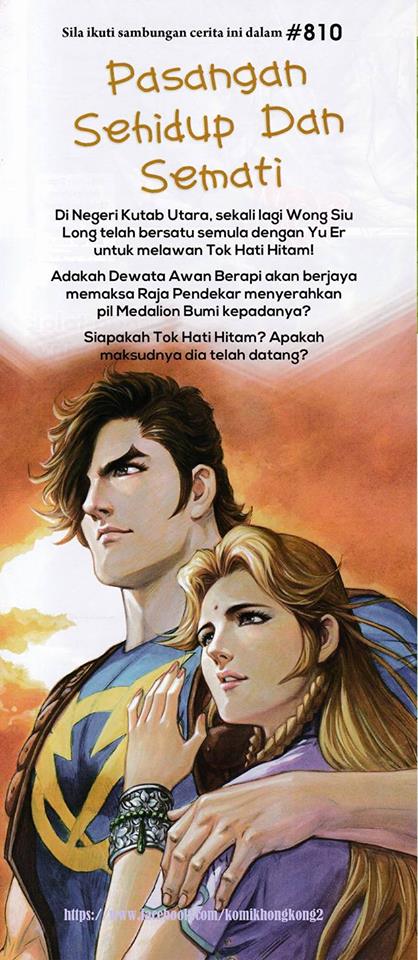 Sila ikuti sambungan cerita ini dalam #810
Pasangan
Sehidup Dan
Semati
Di Negeri Kutab Utara, sekali lagi Wong Siu
Long telah bersatu semula dengan Yu Er
untuk melawan Tok Hati Hitam!
Adakah Dewata Awan Berapi akan berjaya
memaksa Raja Pendekar menyerahkan
pil Medalion Bumi kepadanya?
Siapakah Tok Hati Hitam? Apakah
maksudnya dia telah datang?
https://www.facebook.com/komikhongkong2